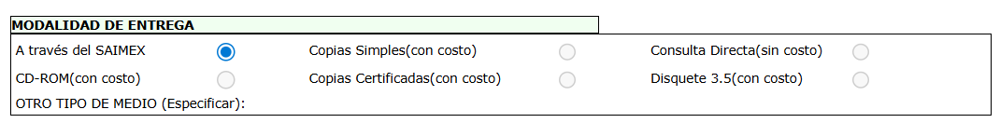 MODALIDAD DE ENTREGA
A través del SAIMEX Copias Simples(con costo) Consulta Directa(sin costo)
CD-ROM(con costo) Copias Certificadas(con costo) Disquete 3.5(con costo)
OTRO TIPO DE MEDIO (Especificar):